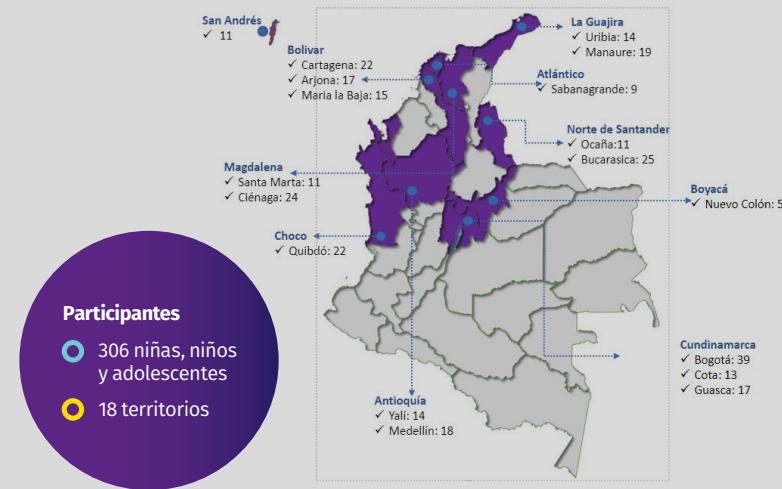 San Andrés
✓ 11
Bolivar
✓ Cartagena: 22
✓ Arjona: 17
✓ Maria la Baja: 15
La Guajira
✓ Uribia: 14
✓ Manaure: 19
Atlántico
✓ Sabanagrande: 9
Norte de Santander
✓ Ocaña:11
✓ Bucarasica: 25
Magdalena
✓ Santa Marta: 11
✓ Ciénaga: 24
Boyacá
✓ Nuevo Colón: 5
Choco
✓ Quibdó: 22
Participantes
306 niñas, niños
y adolescentes
18 territorios
Cundinamarca
✓ Bogotá: 39
✓ Cota: 13
✓ Guasca: 17
Antioquía
✓ Yalí: 14
✓ Medellín: 18